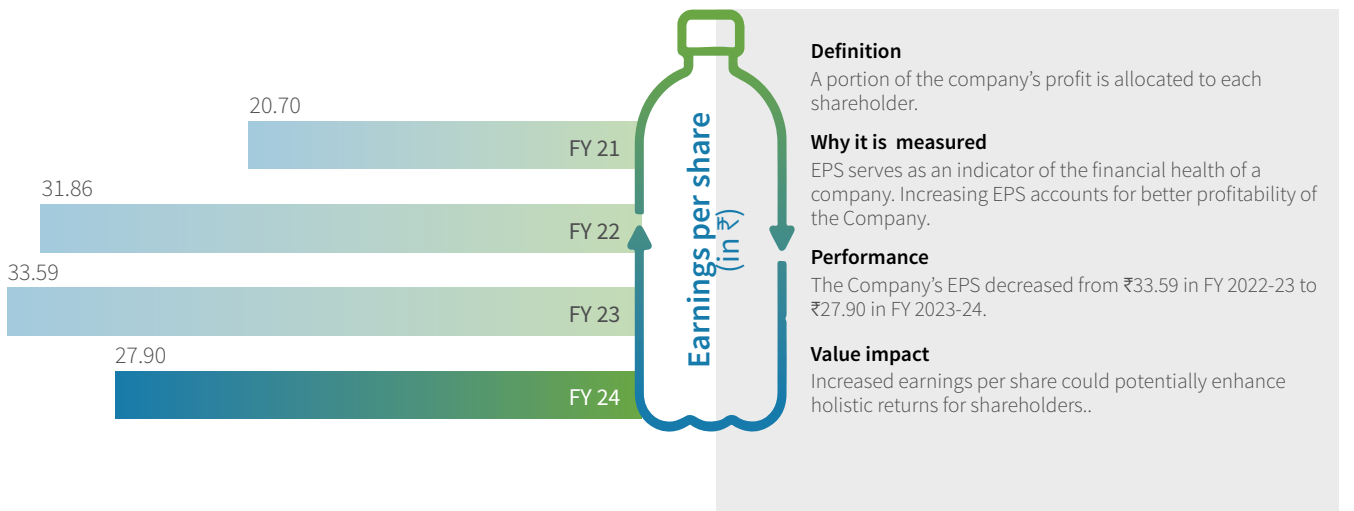 20.70
FY 21
31.86
FY 22
33.59
FY 23
27.90
FY 24
Earnings per share
(in ₹)
Definition
A portion of the company’s profit is allocated to each
shareholder.
Why it is  measured
EPS serves as an indicator of the financial health of a
company. Increasing EPS accounts for better profitability of
the Company.
Performance
The Company’s EPS decreased from ₹33.59 in FY 2022-23 to
₹27.90 in FY 2023-24.
Value impact
Increased earnings per share could potentially enhance
holistic returns for shareholders..